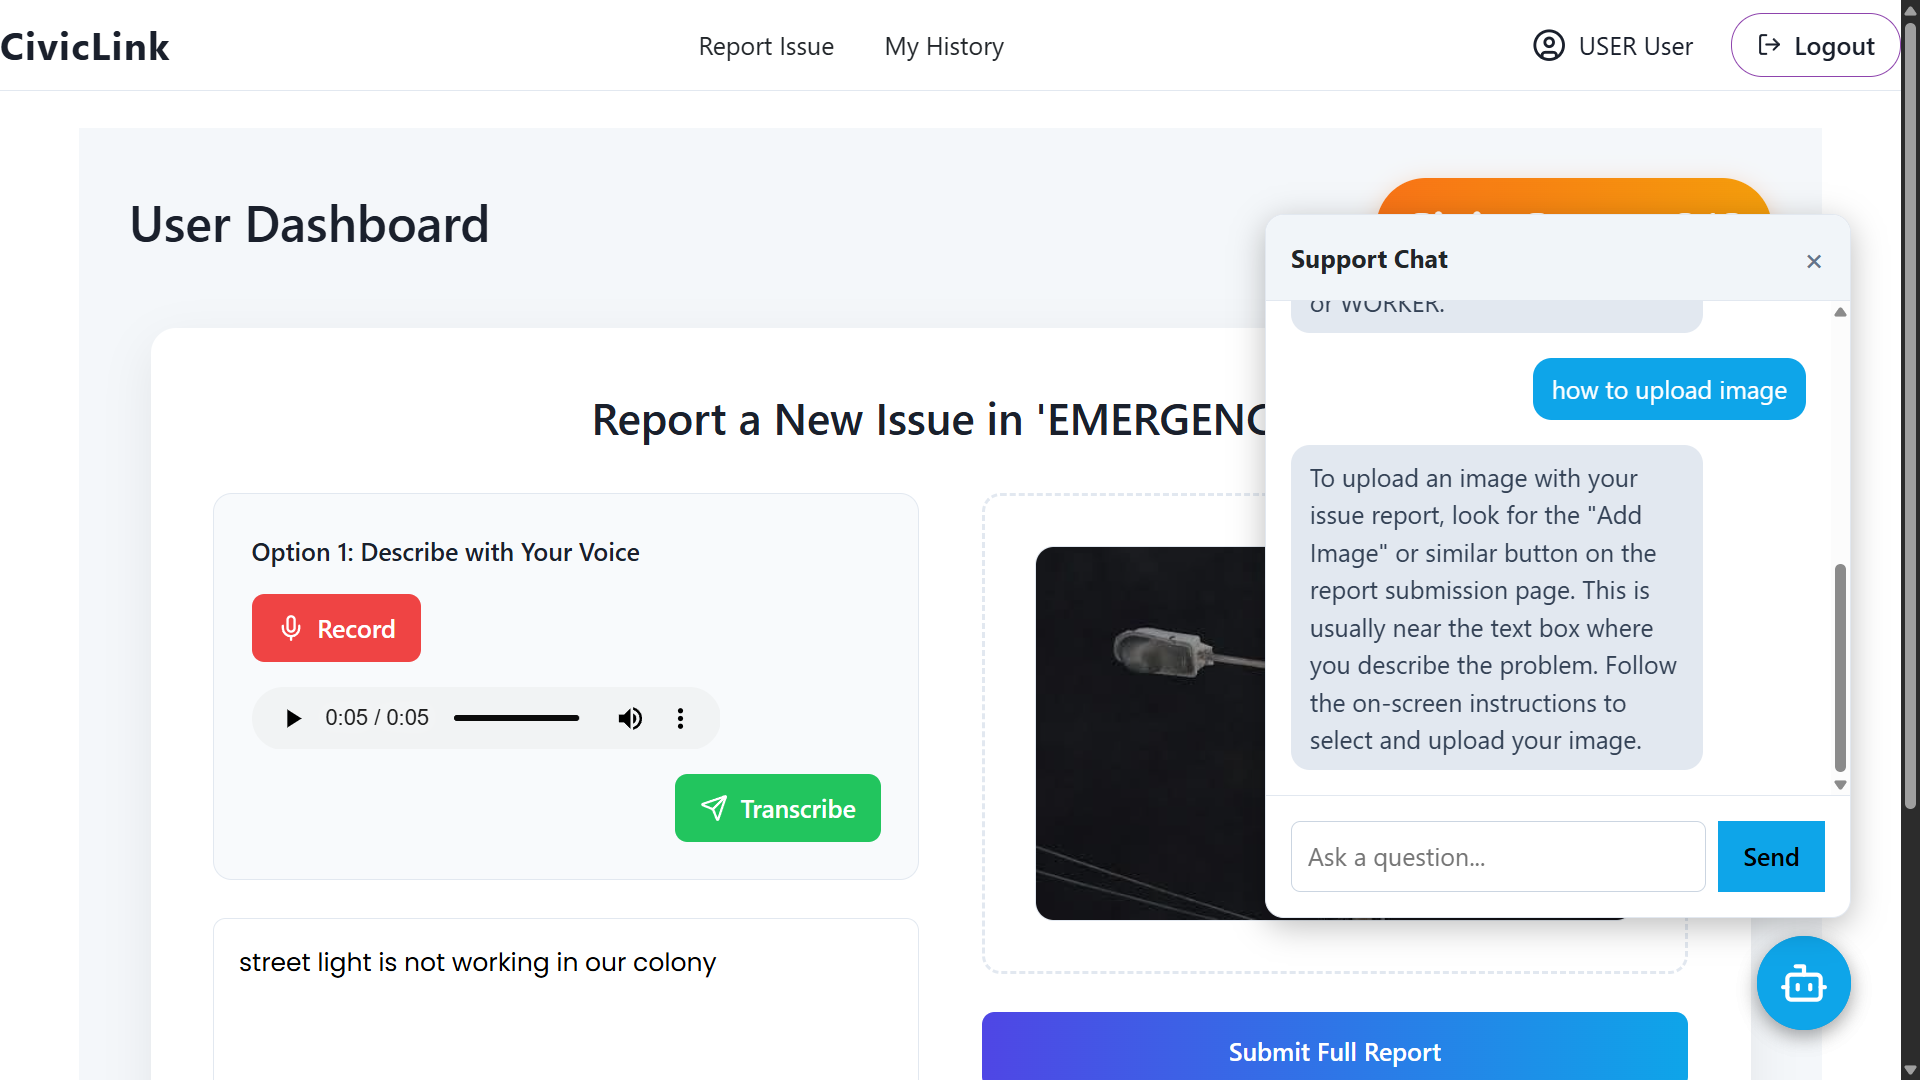 CivicLink
Report Issue
My History
USER User
Logout
User Dashboard
Report a New Issue in 'EMERGENC
Option 1: Describe with Your Voice
Record
0:05 / 0:05
Transcribe
street light is not working in our colony
Submit Full Report
Support Chat
×
or WORKER.
how to upload image
To upload an image with your
issue report, look for the "Add
Image" or similar button on the
report submission page. This is
usually near the text box where
you describe the problem. Follow
the on-screen instructions to
select and upload your image.
Ask a question...
Send